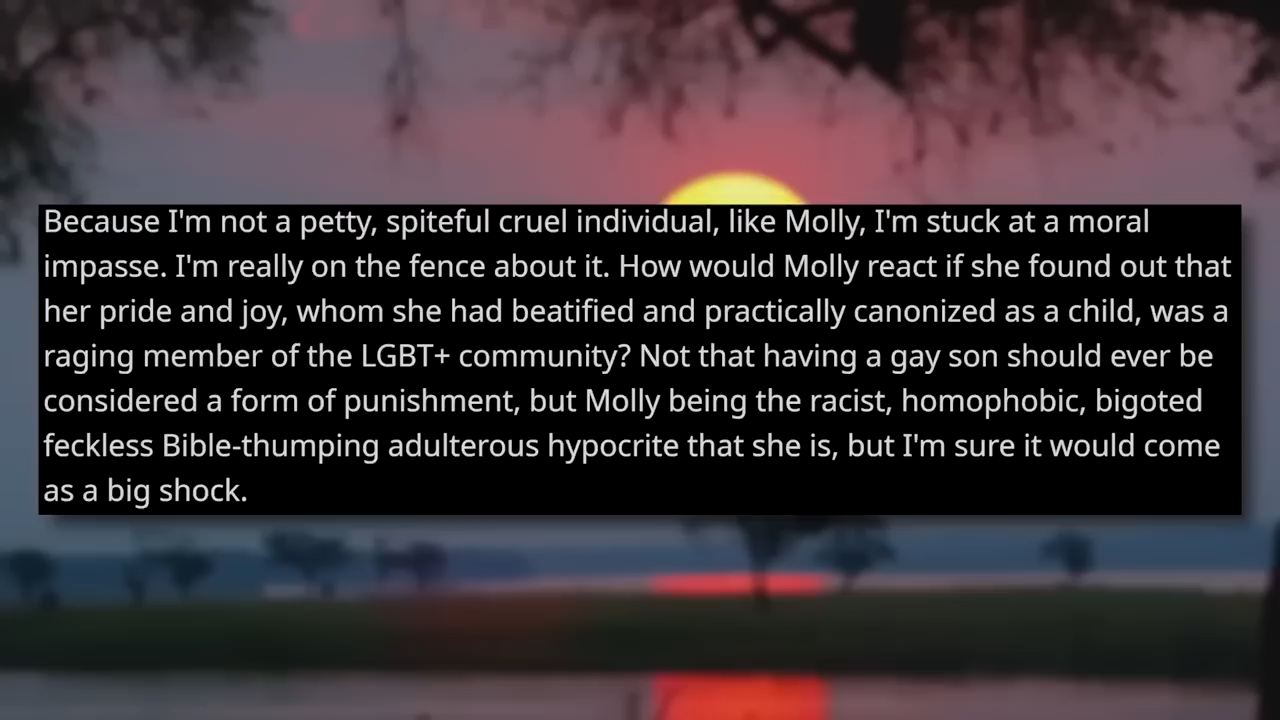 Because I'm not a petty, spiteful cruel individual, like Molly, I'm stuck at a moral
impasse. I'm really on the fence about it. How would Molly react if she found out that
her pride and joy, whom she had beatified and practically canonized as a child, was a
raging member of the LGBT+ community? Not that having a gay son should ever be
considered a form of punishment, but Molly being the racist, homophobic, bigoted
feckless Bible-thumping adulterous hypocrite that she is, but I'm sure it would come
as a big shock.